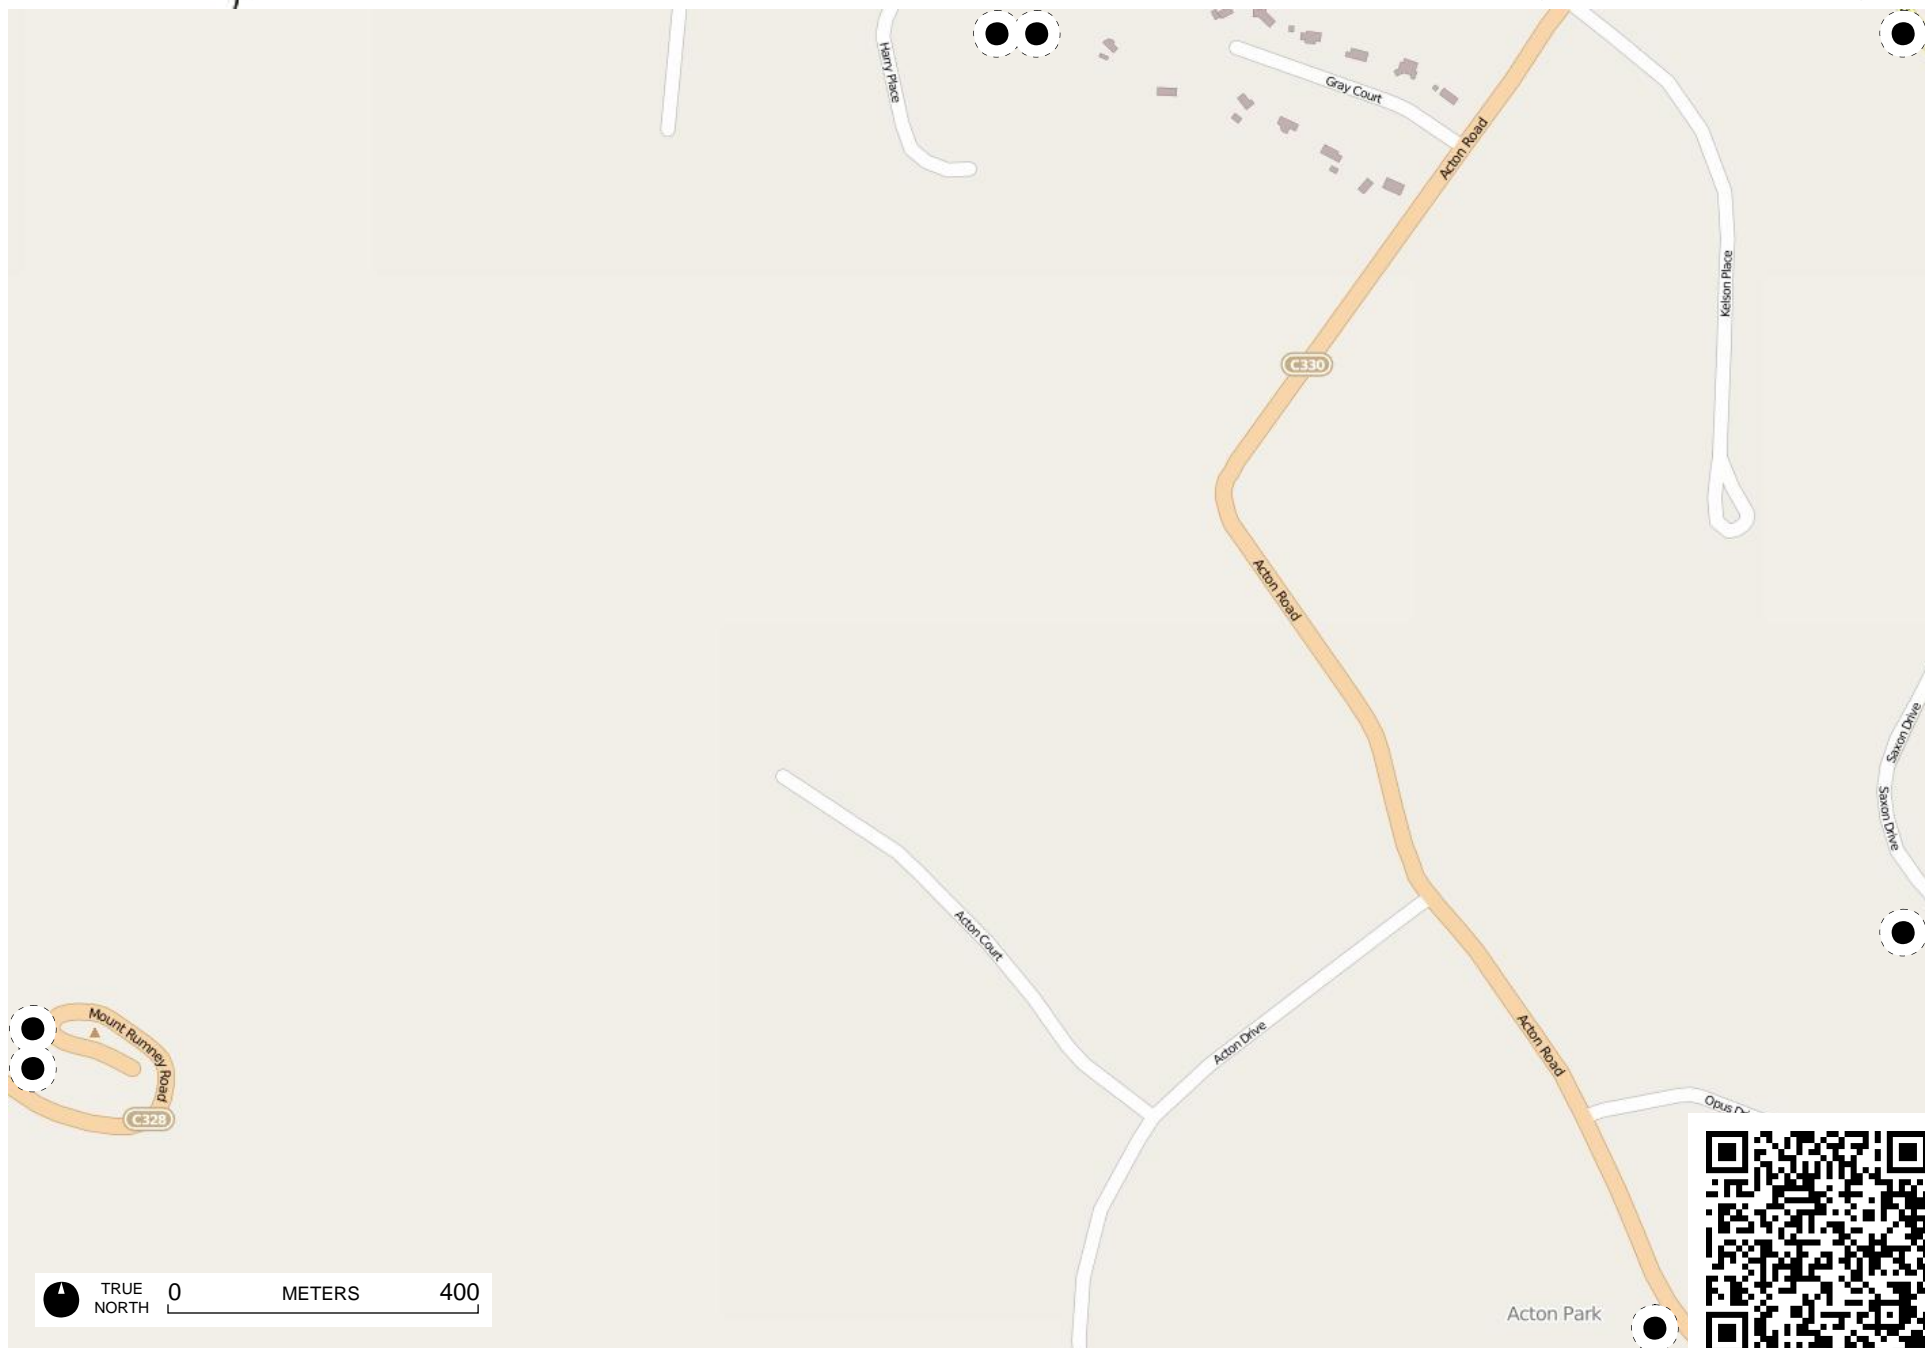 Harry Place
Gray Court
Acton Road
Kelson Place
C330
Acton Road
Saxon Drive
Saxon Drive
Acton Court
Mount Rumney Road
Acton Drive
Acton Road
C328
Opus
TRUE
NORTH
0 METERS 400
Acton Park